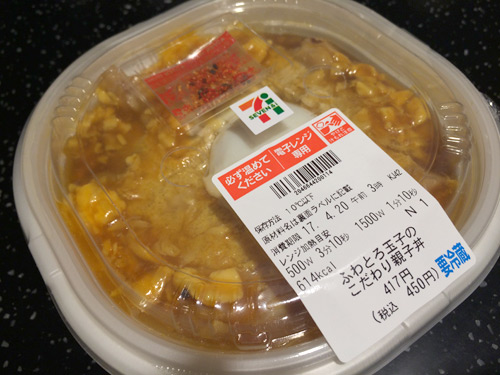 7
SEVEN ELEVEN
必ず温めて
ください
電子レンジ
専用
保存方法 10℃以下
原材料名は裏面ラベルに記載
消費期限 17. 4. 20 午前 3時 KJ42
レンジ加熱目安
500W 3分10秒 1500W 1分10秒
614kcal N 1
ふわとろ玉子の
こだわり親子丼
417円
(税込 450円)
要冷蔵